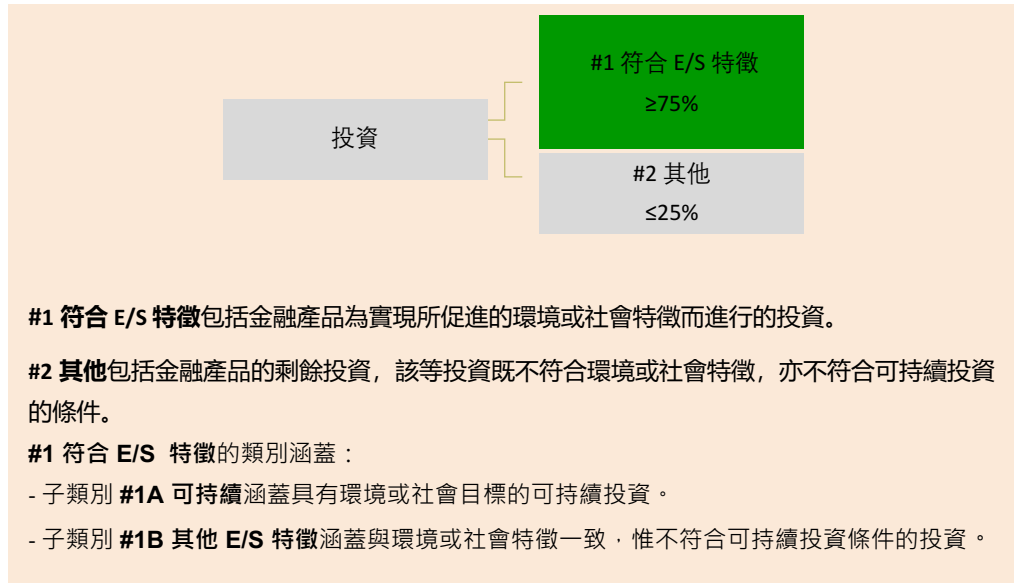 #1 符合 E/S 特徵
≥75%
投資
#2 其他
≤25%
#1 符合 E/S 特徵包括金融產品為實現所促進的環境或社會特徵而進行的投資。
#2 其他包括金融產品的剩餘投資，該等投資既不符合環境或社會特徵，亦不符合可持續投資
的條件。
#1 符合 E/S 特徵的類別涵蓋：
- 子類別 #1A 可持續涵蓋具有環境或社會目標的可持續投資。
- 子類別 #1B 其他 E/S 特徵涵蓋與環境或社會特徵一致，惟不符合可持續投資條件的投資。